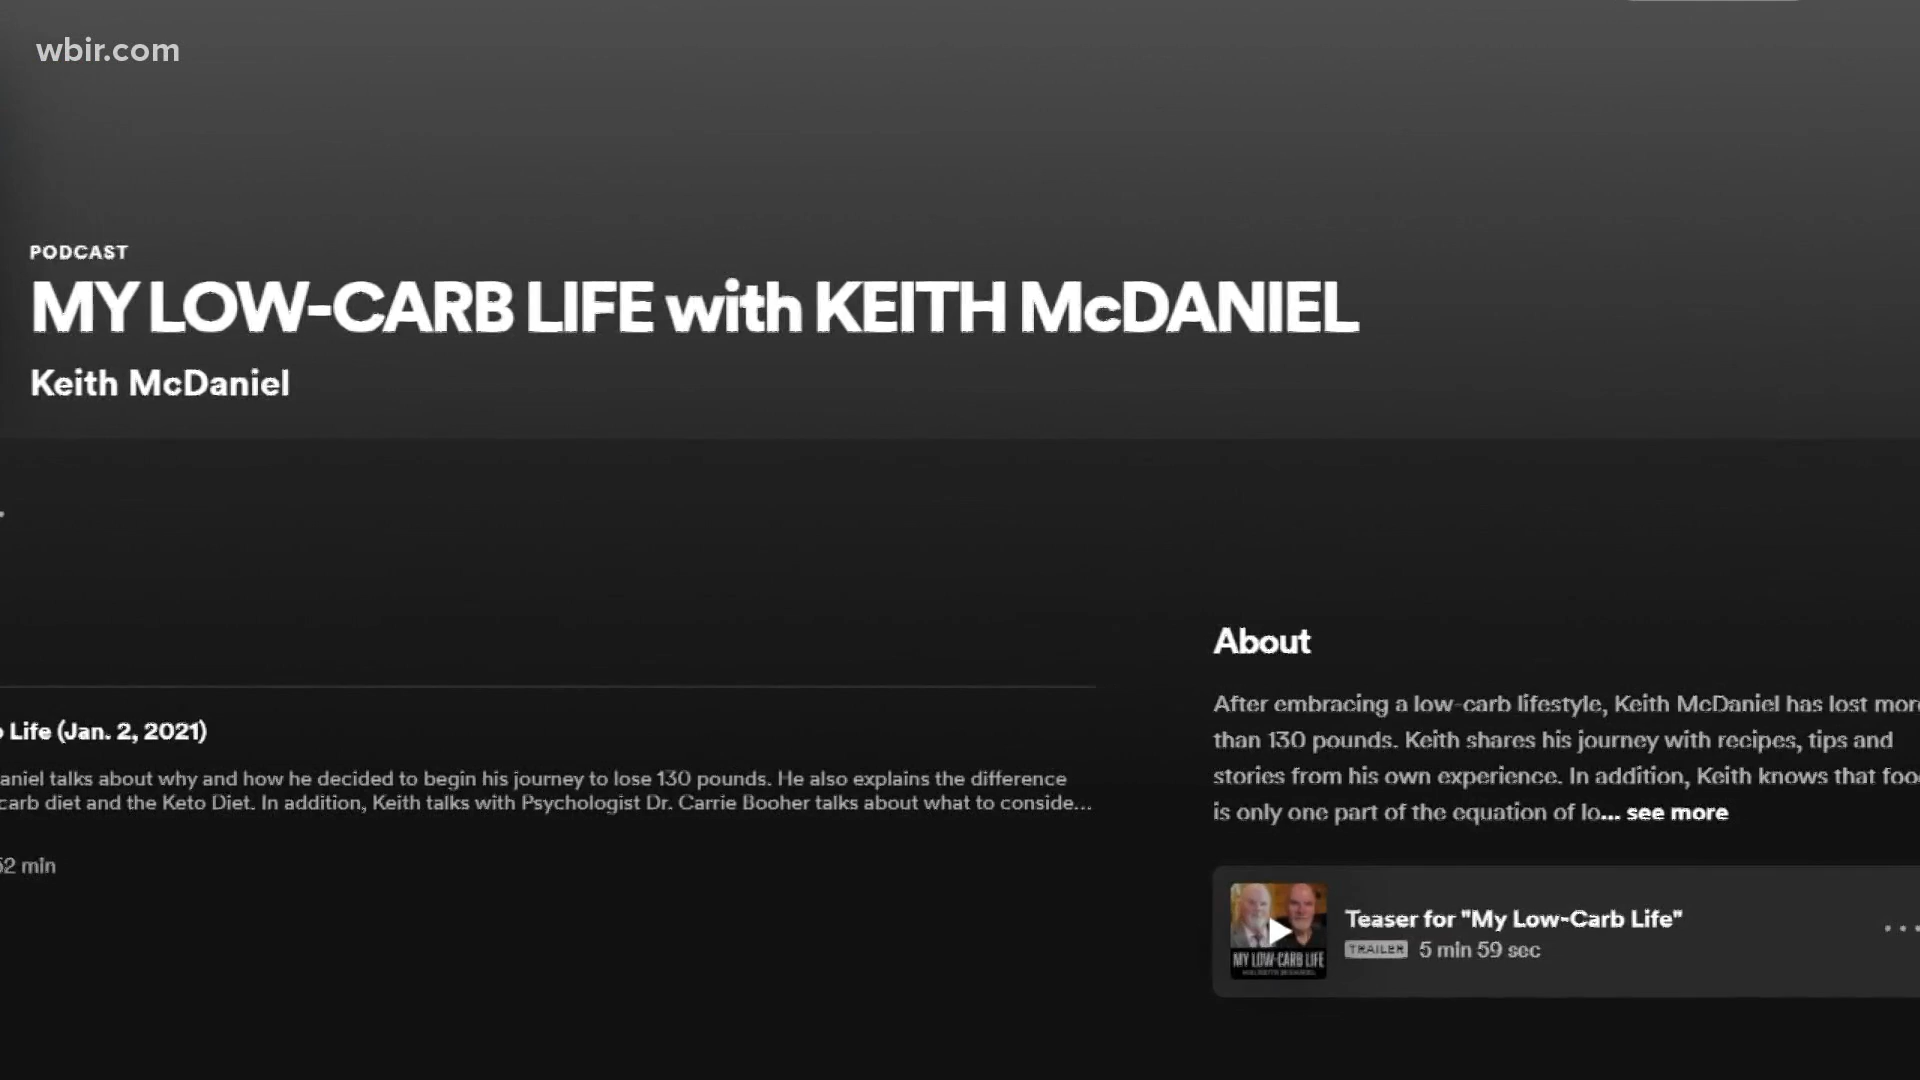 wbir.com
PODCAST
MY LOW-CARB LIFE with KEITH McDANIEL
Keith McDaniel
Life (Jan. 2, 2021)
aniel talks about why and how he decided to begin his journey to lose 130 pounds. He also explains the difference
carb diet and the Keto Diet. In addition, Keith talks with Psychologist Dr. Carrie Booher talks about what to conside...
52 min
About
After embracing a low-carb lifestyle, Keith McDaniel has lost mor
than 130 pounds. Keith shares his journey with recipes, tips and
stories from his own experience. In addition, Keith knows that foo
is only one part of the equation of lo... see more
Teaser for "My Low-Carb Life"
TRAILER 5 min 59 sec
MY LOW-CARB LIFE